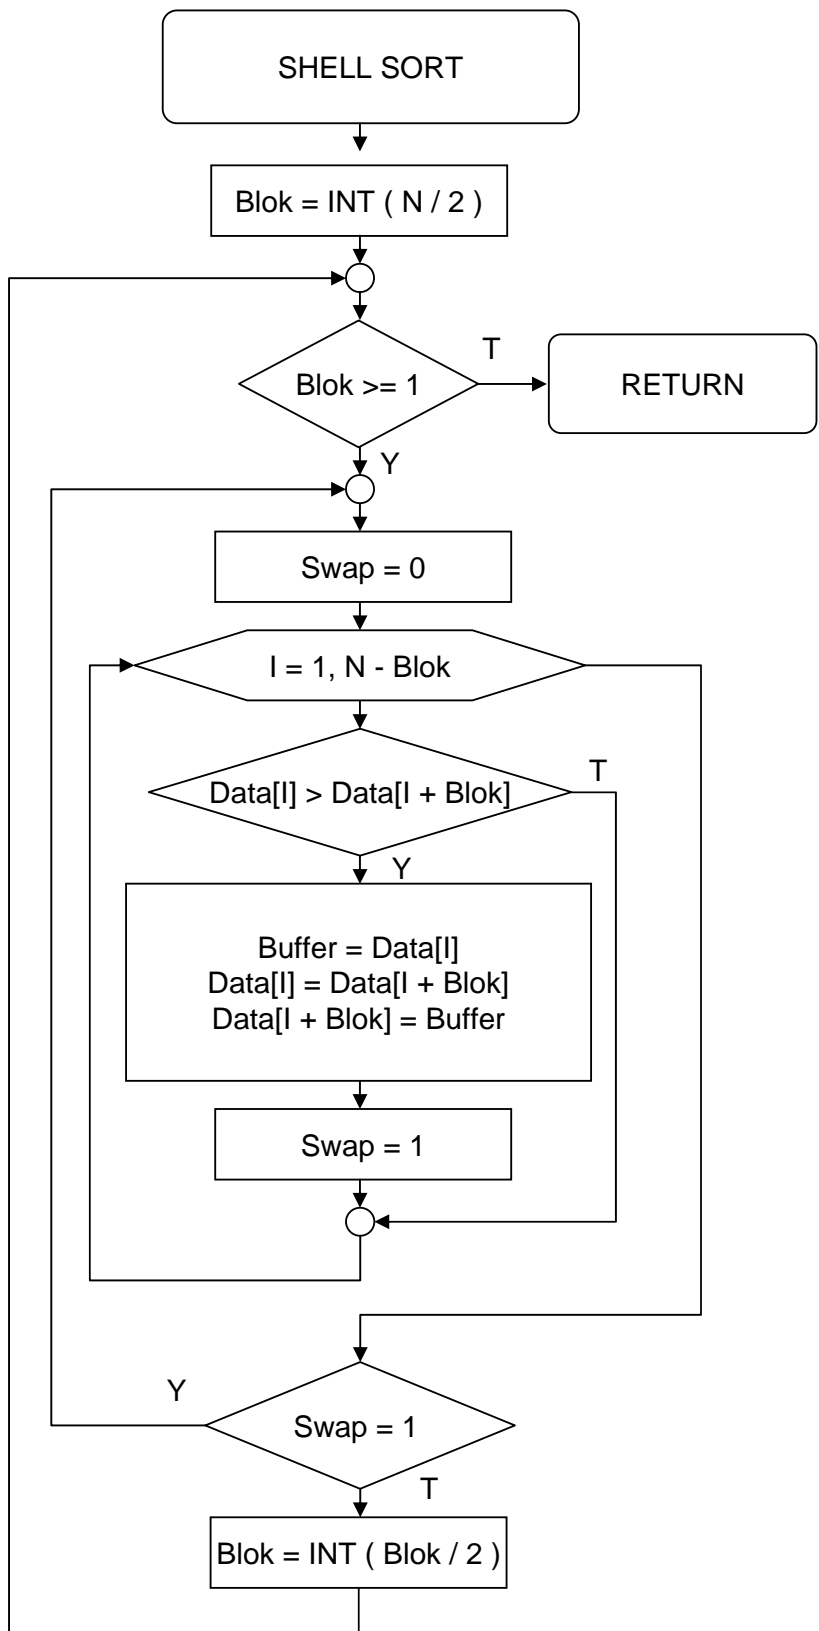 SHELL SORT
Blok = INT ( N / 2 )
Blok >= 1
T
RETURN
Y
Swap = 0
I = 1, N - Blok
Data[I] > Data[I + Blok]
T
Y
Buffer = Data[I]
Data[I] = Data[I + Blok]
Data[I + Blok] = Buffer
Swap = 1
Y
Swap = 1
T
Blok = INT ( Blok / 2 )